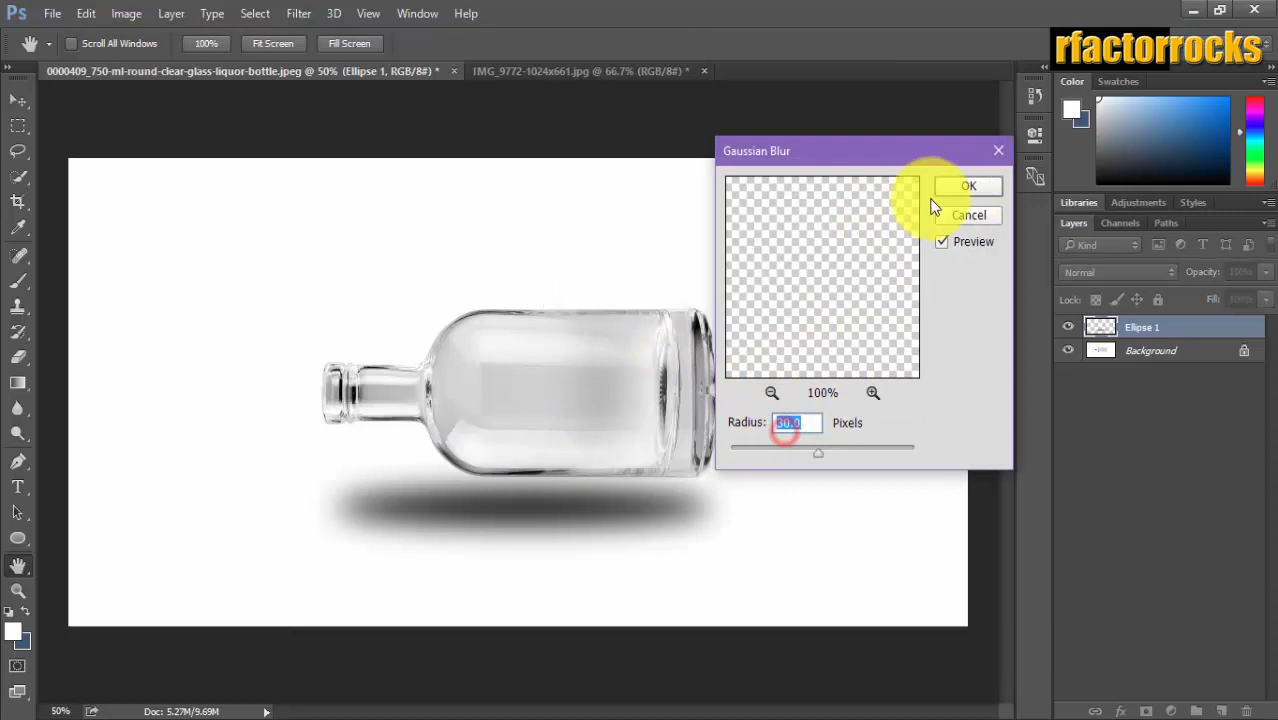 Ps File Edit Image Layer Type Select Filter 3D View Window Help
Scroll All Windows 100% Fit Screen Fill Screen
rfactorrocks
0000409_750-ml-round-clear-glass-liquor-bottle.jpeg @ 50% (Ellipse 1, RGB/8#) * × IMG_9772-1024x661.jpg @ 66.7% (RGB/8#) * ×
Color Swatches
Gaussian Blur
OK
Cancel
Preview
100%
Radius: 30.0 Pixels
Libraries Adjustments Styles
Layers Channels Paths
Kind
Normal Opacity: 100%
Lock: Fill: 100%
Ellipse 1
Background
50% Doc: 5.27M/9.69M